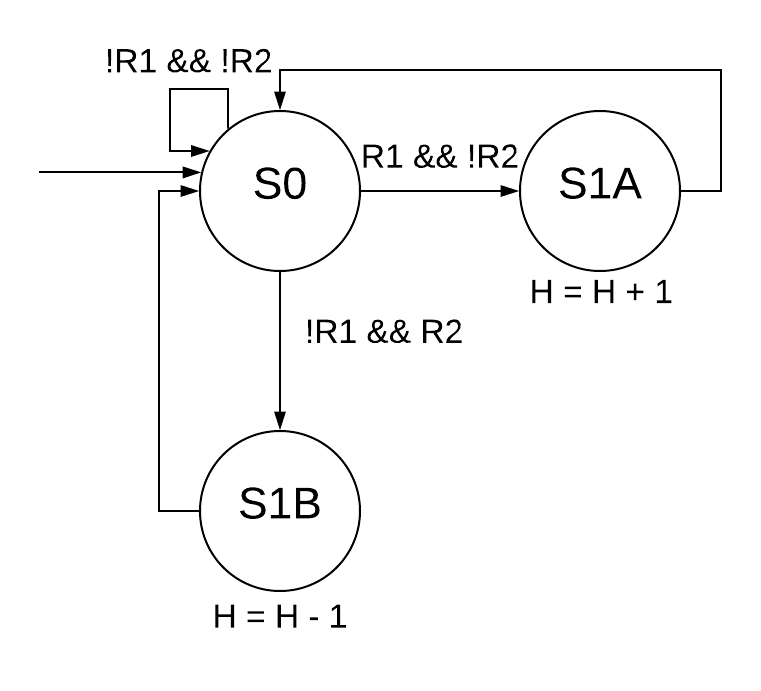 !R1 && !R2
R1 && !R2
S0
S1A
H = H + 1
!R1 && R2
S1B
H = H - 1